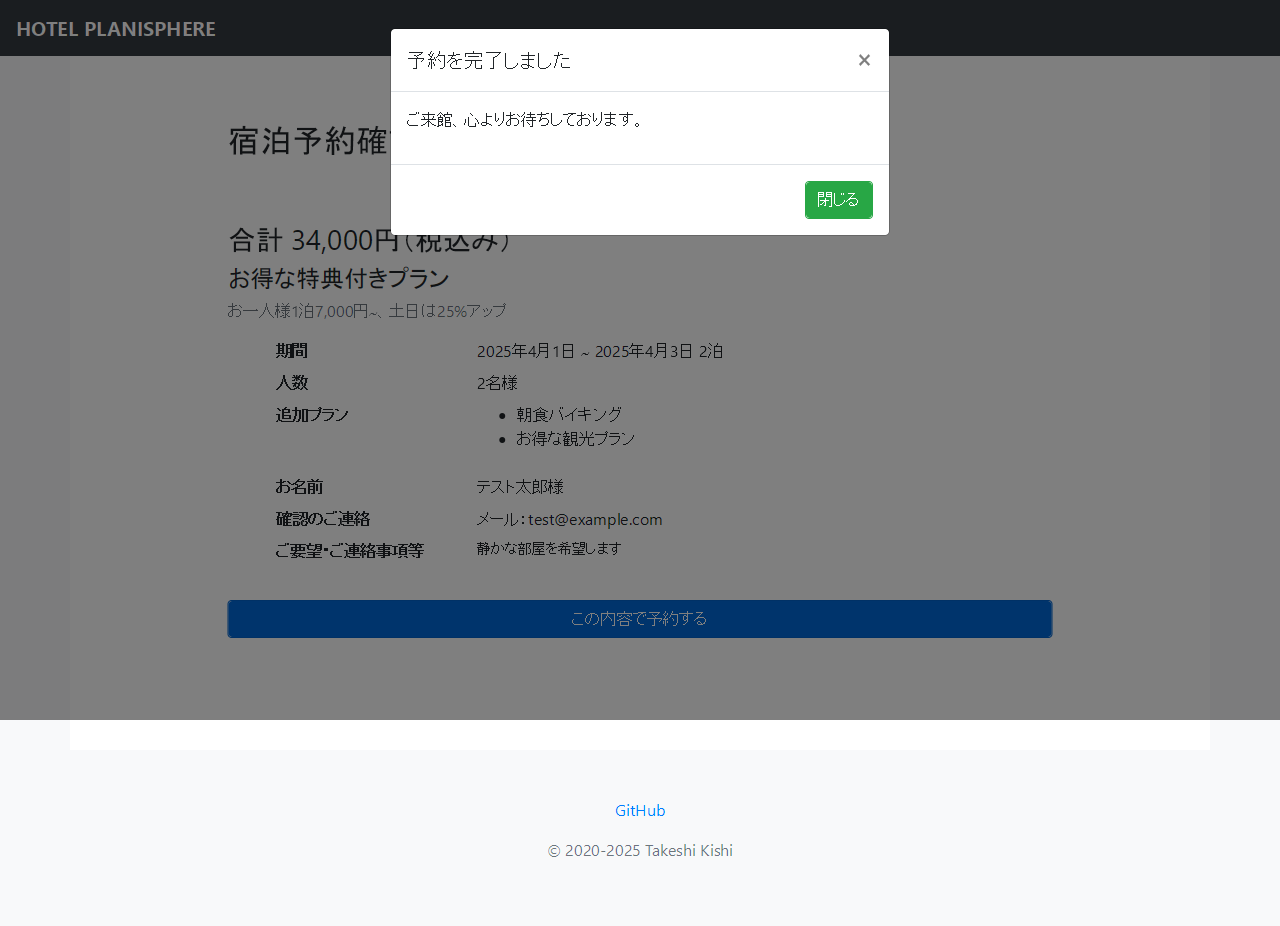 HOTEL PLANISPHERE
予約を完了しました
×
ご来館、心よりお待ちしております。
閉じる
宿泊予約確
合計 34,000円(税込み)
お得な特典付きプラン
お一人様1泊7,000円~、土日は25%アップ
期間 2025年4月1日 ~ 2025年4月3日 2泊
人数 2名様
追加プラン
• 朝食バイキング
• お得な観光プラン
お名前 テスト太郎様
確認のご連絡 メール:test@example.com
ご要望・ご連絡事項等 静かな部屋を希望します
この内容で予約する
GitHub
© 2020-2025 Takeshi Kishi